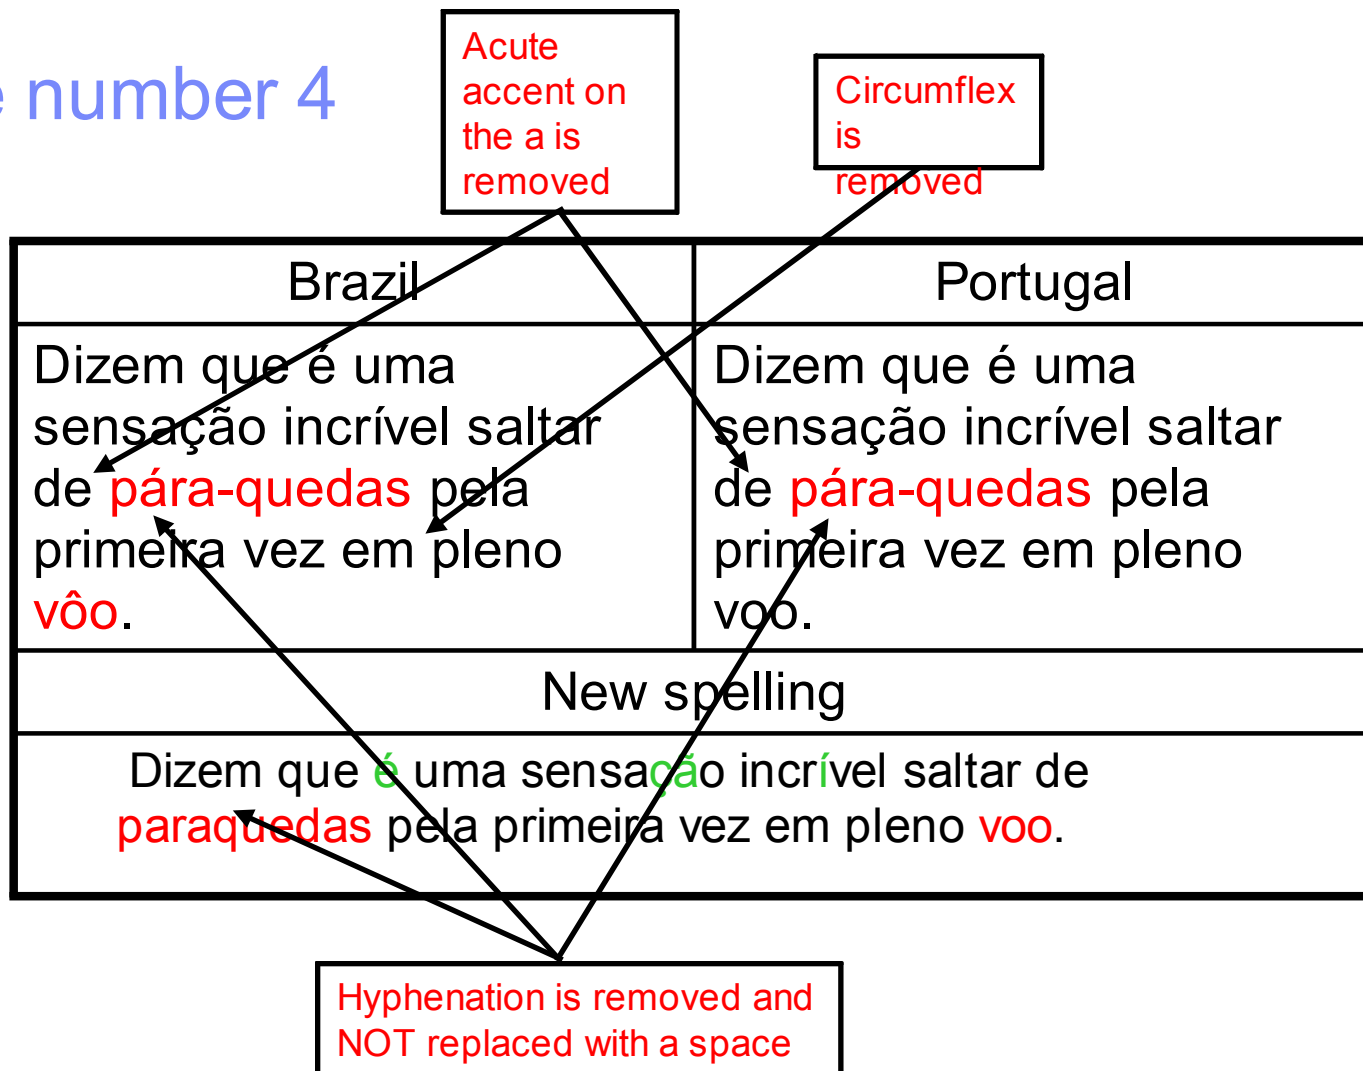 e number 4
Acute
accent on
the a is
removed
Circumflex
is
removed
Brazil
Portugal
Dizem que é uma
sensação incrível saltar
de pára-quedas pela
primeira vez em pleno
vôo.
Dizem que é uma
sensação incrível saltar
de pára-quedas pela
primeira vez em pleno
voo.
New spelling
Dizem que é uma sensação incrível saltar de
paraquedas pela primeira vez em pleno voo.
Hyphenation is removed and
NOT replaced with a space